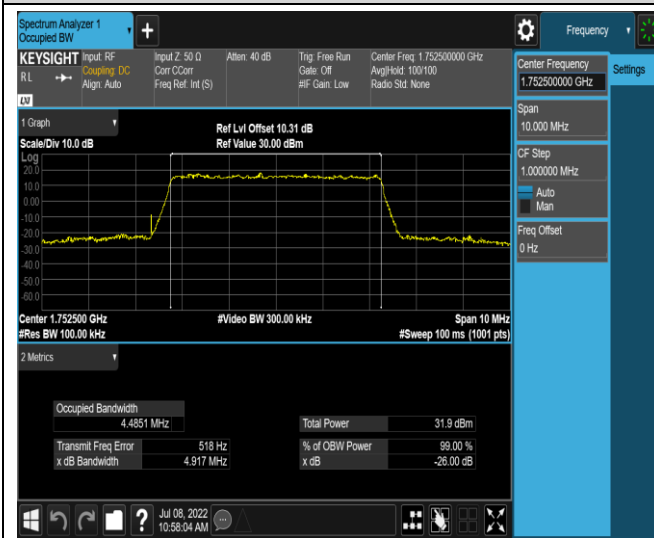 Spectrum Analyzer 1
Occupied BW
+
Frequency
KEYSIGHT
RL
LXI
Input: RF
Coupling: DC
Align: Auto
Input Z: 50 Ω
Corr CCorr
Freq Ref: Int (S)
Atten: 40 dB
Trig: Free Run
Gate: Off
#IF Gain: Low
Center Freq: 1.752500000 GHz
Avg|Hold: 100/100
Radio Std: None
Center Frequency
1.752500000 GHz
Settings
Span
10.000 MHz
CF Step
1.000000 MHz
Auto
Man
Freq Offset
0 Hz
1 Graph
Scale/Div 10.0 dB
Ref Lvl Offset 10.31 dB
Ref Value 30.00 dBm
Log
20.0
10.0
0.00
-10.0
-20.0
-30.0
-50.0
-60.0
Center 1.752500 GHz
#Video BW 300.00 kHz
Span 10 MHz
#Res BW 100.00 kHz
#Sweep 100 ms (1001 pts)
2 Metrics
Occupied Bandwidth
4.4851 MHz
Total Power 31.9 dBm
Transmit Freq Error 518 Hz
% of OBW Power 99.00 %
x dB Bandwidth 4.917 MHz
x dB -26.00 dB
?
Jul 08, 2022
10:58:04 AM